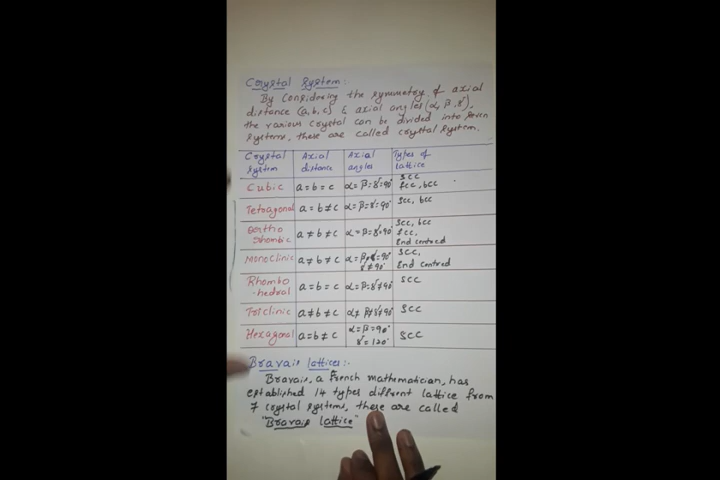 Crystal System:
By Considering the symmetry of axial
distance (a, b, c) & axial angles (α, β, γ),
the various crystal can be divided into seven
systems, these are called crystal system.
Crystal system | Axial distance | Axial angles | Types of lattice
Cubic | a = b = c | α = β = γ = 90° | SCC FCC, BCC
Tetragonal | a = b ≠ c | α = β = γ = 90° | SCC, bcc
Ortho rhombic | a ≠ b ≠ c | α = β = γ = 90° | SCC, bcc fcc, End centred
Monoclinic | a ≠ b ≠ c | α = β = 90° γ ≠ 90° | SCC, End centred
Rhombo -hedral | a = b = c | α = β = γ ≠ 90° | SCC
Triclinic | a ≠ b ≠ c | α ≠ β ≠ γ ≠ 90° | SCC
Hexagonal | a = b ≠ c | α = β = 90° γ = 120° | SCC
Bravais lattices:-
Bravais, a French mathematician, has
established 14 types different lattice from
7 crystal systems, these are called
"Bravais lattice"